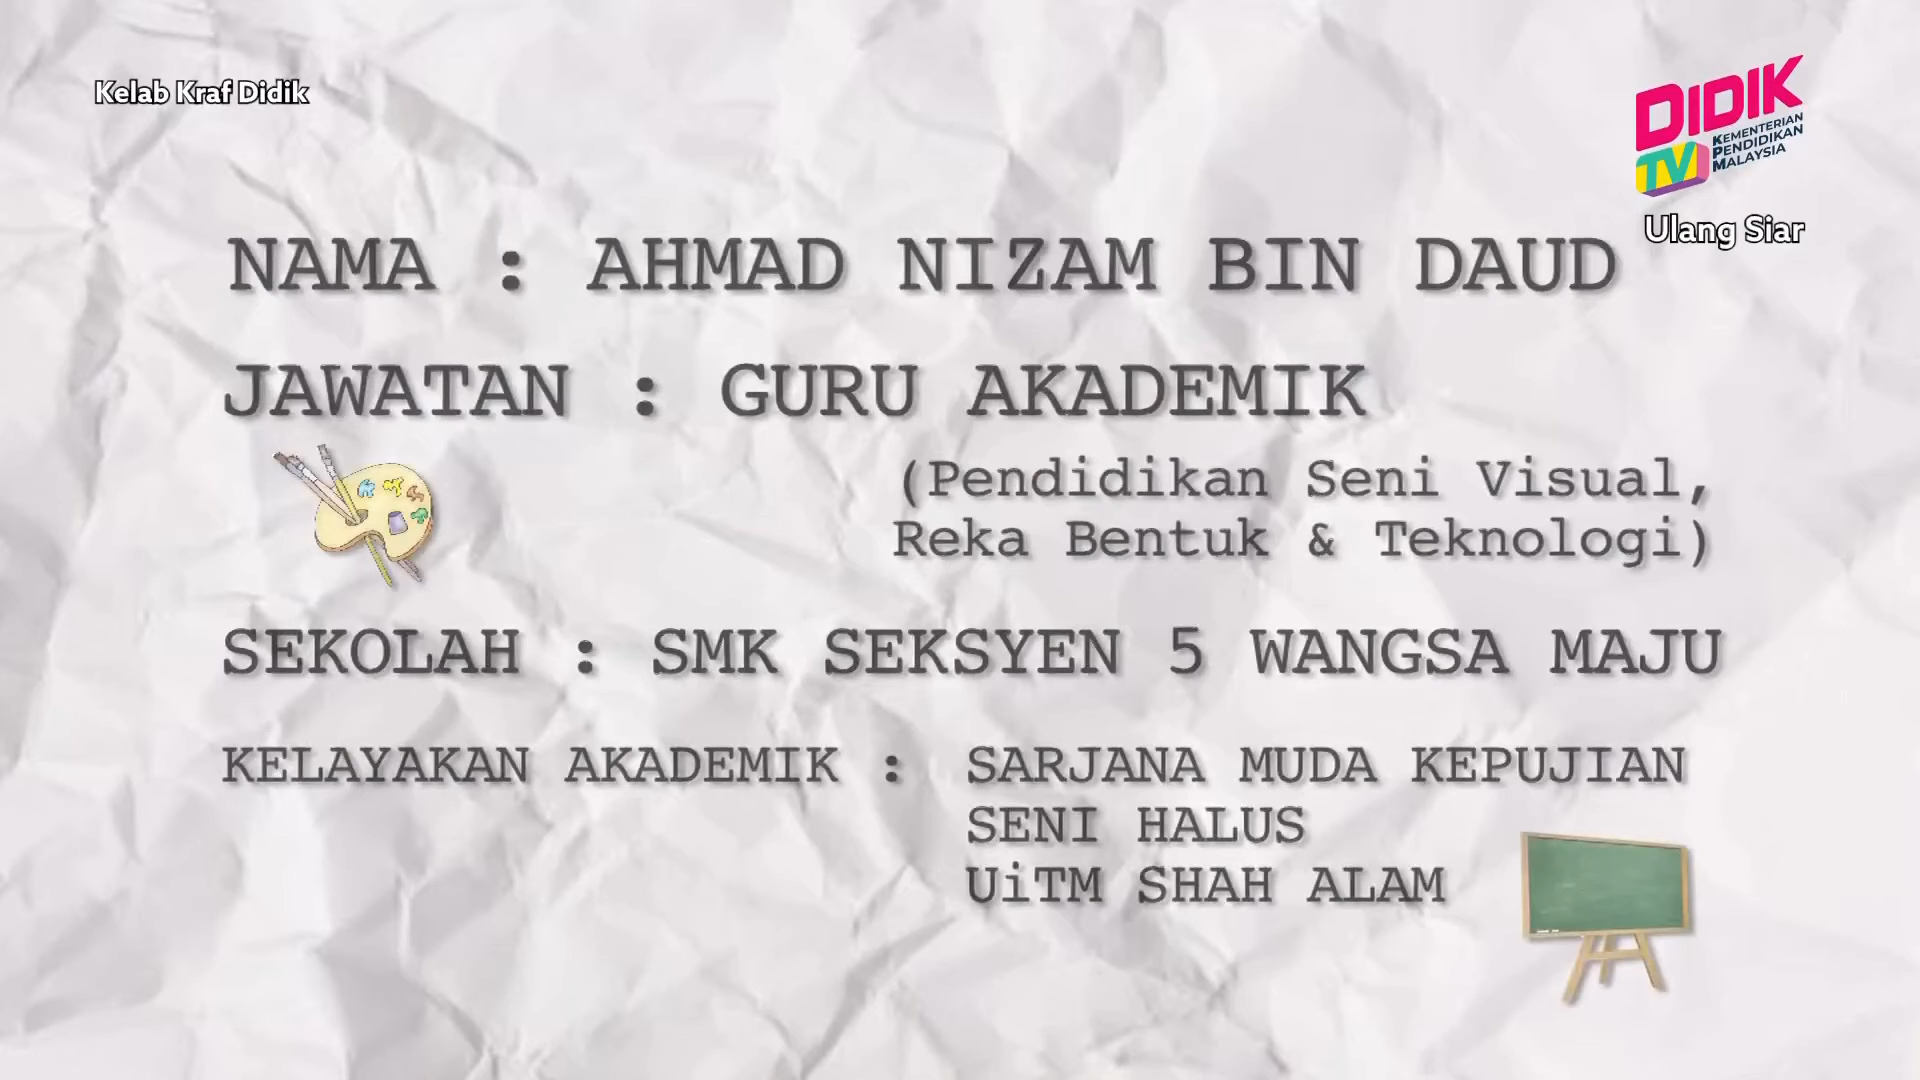 Kelab Kraf Didik
DIDIK
TV
KEMENTERIAN
PENDIDIKAN
MALAYSIA
Ulang Siar
NAMA : AHMAD NIZAM BIN DAUD
JAWATAN : GURU AKADEMIK
(Pendidikan Seni Visual,
Reka Bentuk & Teknologi)
SEKOLAH : SMK SEKSYEN 5 WANGSA MAJU
KELAYAKAN AKADEMIK : SARJANA MUDA KEPUJIAN
SENI HALUS
UiTM SHAH ALAM